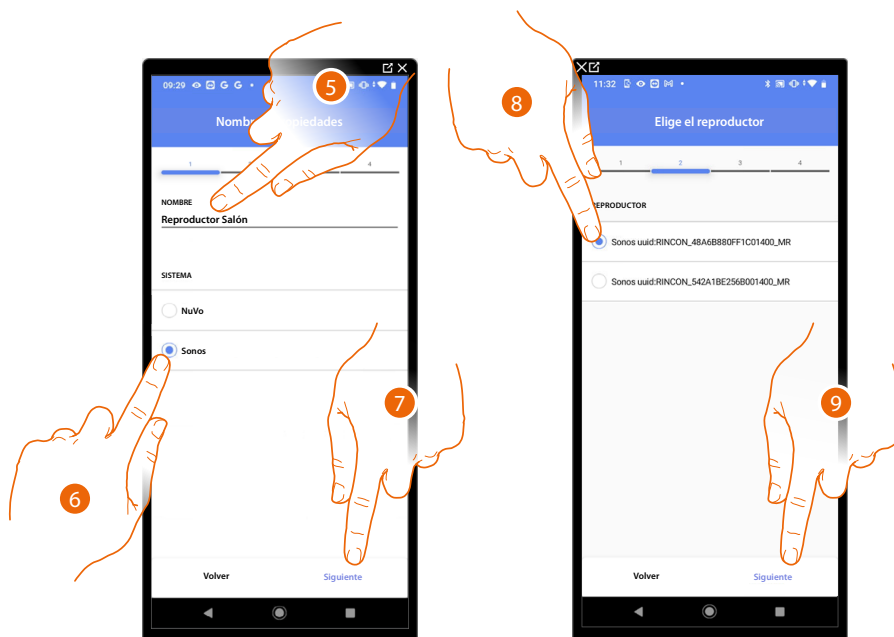 5
09:29 G G
Nombre
piedades
1
4
NOMBRE
Reproductor Salón
SISTEMA
NuVo
Sonos
6
7
Volver
Siguiente
8
11:32
Elige el reproductor
1
2
3
4
REPRODUCTOR
Sonos uuid:RINCON_48A6B880FF1C01400_MR
Sonos uuid:RINCON_542A1BE256B001400_MR
9
Volver
Siguiente